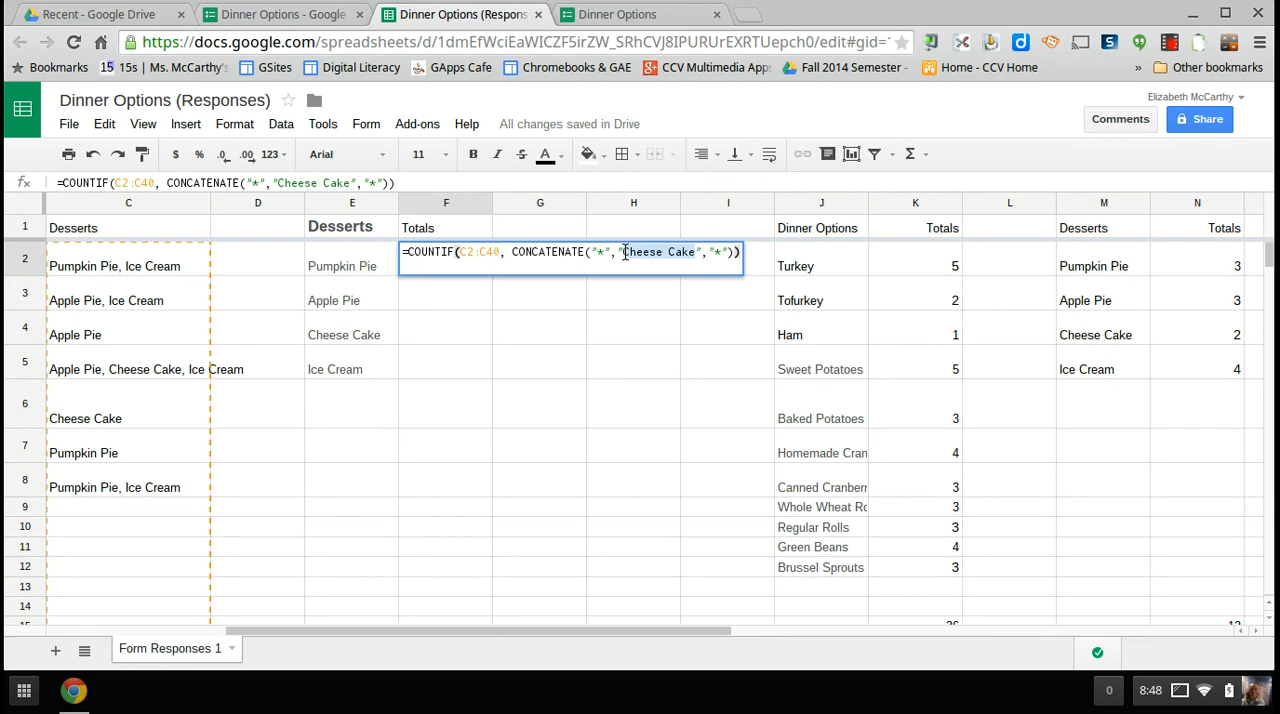 Recent - Google Drive × Dinner Options - Google × Dinner Options (Respons × Dinner Options ×
https://docs.google.com/spreadsheets/d/1dmEfWciEaWICZF5irZW_SRhCVJ8IPURUrEXRTUepch0/edit#gid=
Bookmarks 15 15s | Ms. McCarthy's GSites Digital Literacy gApps Cafe Chromebooks & GAE CCV Multimedia App Fall 2014 Semester - Home - CCV Home » Other bookmarks
Dinner Options (Responses) Elizabeth McCarthy
File Edit View Insert Format Data Tools Form Add-ons Help All changes saved in Drive Comments Share
$ % .0 .00 123 Arial 11 B I S A Σ
fx =COUNTIF(C2:C40, CONCATENATE("*","Cheese Cake","*"))
C D E F G H I J K L M N
1 Desserts Desserts Totals Dinner Options Totals Desserts Totals
=COUNTIF(C2:C40, CONCATENATE("*","Cheese Cake","*"))
2 Pumpkin Pie, Ice Cream Pumpkin Pie Turkey 5 Pumpkin Pie 3
3 Apple Pie, Ice Cream Apple Pie Tofurkey 2 Apple Pie 3
4 Apple Pie Cheese Cake Ham 1 Cheese Cake 2
5 Apple Pie, Cheese Cake, Ice Cream Ice Cream Sweet Potatoes 5 Ice Cream 4
6 Cheese Cake Baked Potatoes 3
7 Pumpkin Pie Homemade Cran 4
8 Pumpkin Pie, Ice Cream Canned Cranberr 3
9 Whole Wheat Ro 3
10 Regular Rolls 3
11 Green Beans 4
12 Brussel Sprouts 3
13
14
15
Form Responses 1
0 8:48